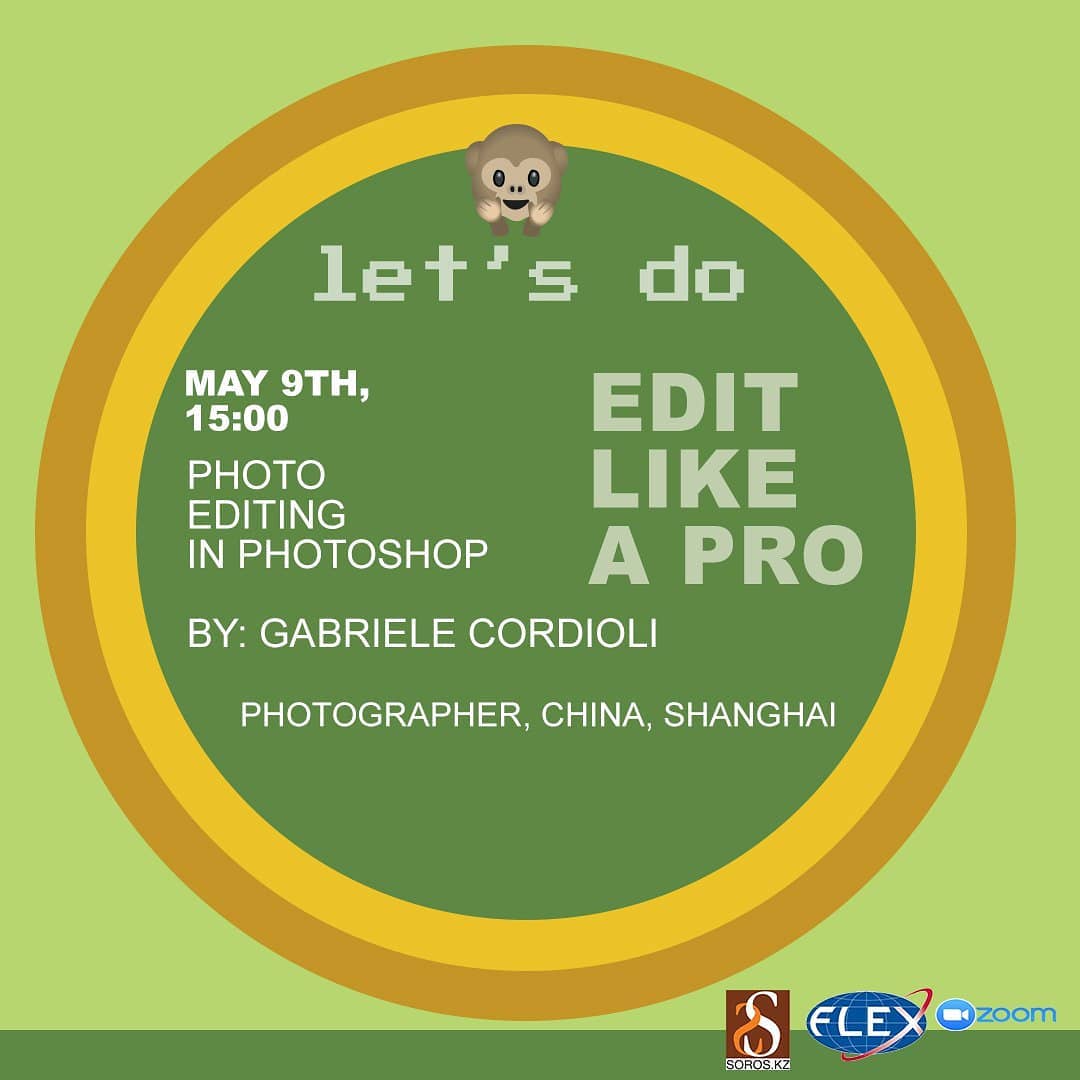 let's do
MAY 9TH,
15:00
PHOTO
EDITING
IN PHOTOSHOP
EDIT
LIKE
A PRO
BY: GABRIELE CORDIOLI
PHOTOGRAPHER, CHINA, SHANGHAI
SOROS.KZ
FLEX
zoom